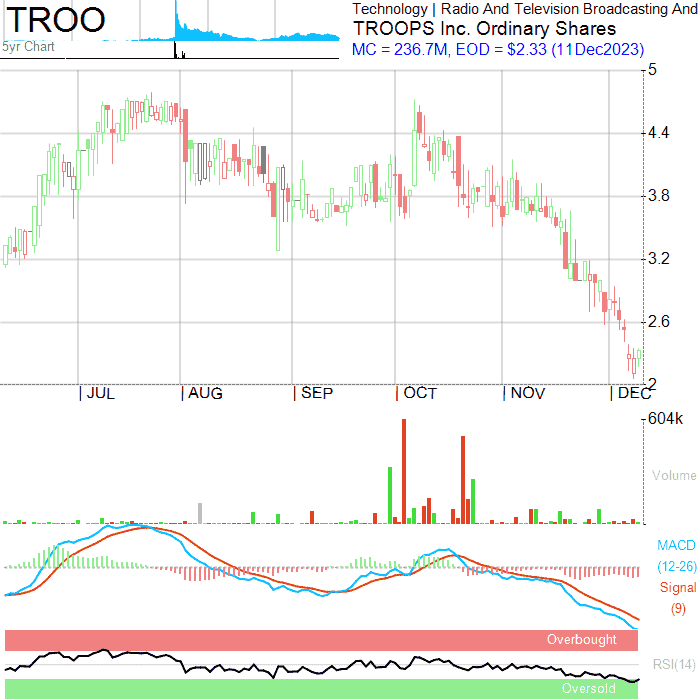 TROO
5yr Chart
Technology | Radio And Television Broadcasting And
TROOPS Inc. Ordinary Shares
MC = 236.7M, EOD = $2.33 (11Dec2023)
5
4.4
3.8
3.2
2.6
2
JUL AUG SEP OCT NOV DEC
604k
Volume
MACD
(12-26)
Signal
(9)
Overbought
RSI(14)
Oversold